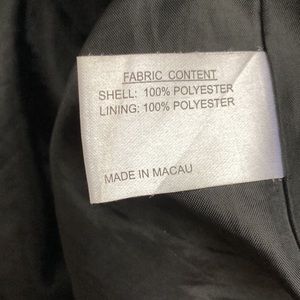 FABRIC CONTENT
SHELL: 100% POLYESTER
LINING: 100% POLYESTER
MADE IN MACAU